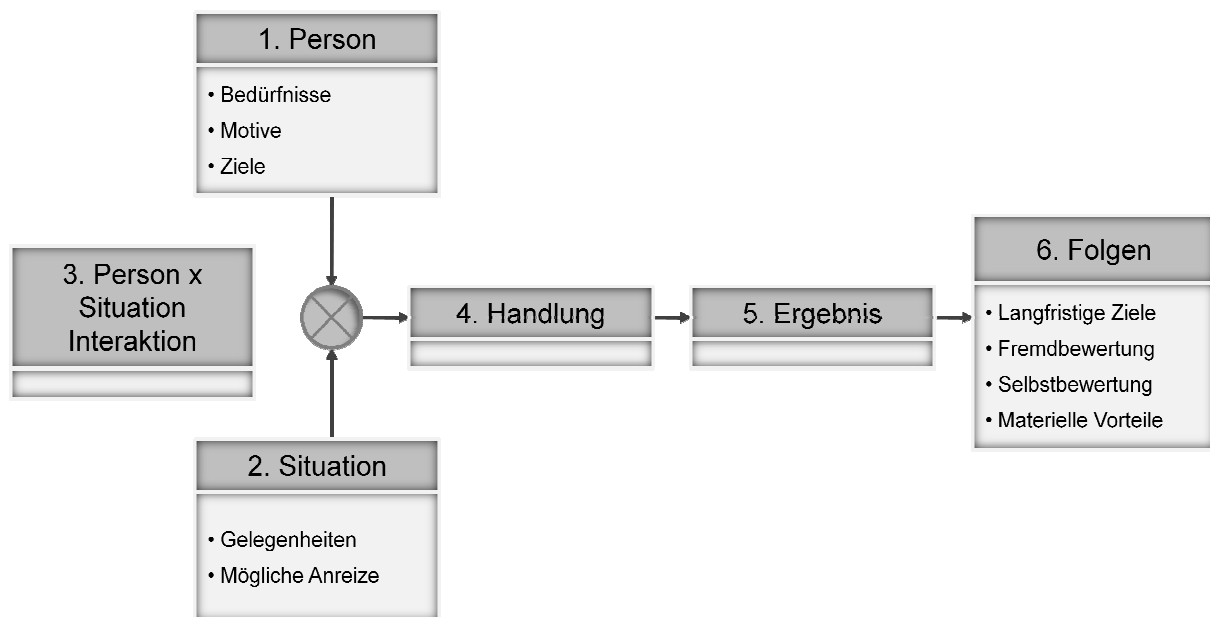 1. Person
• Bedürfnisse
• Motive
• Ziele
3. Person x
Situation
Interaktion
4. Handlung
5. Ergebnis
6. Folgen
• Langfristige Ziele
• Fremdbewertung
• Selbstbewertung
• Materielle Vorteile
2. Situation
• Gelegenheiten
• Mögliche Anreize